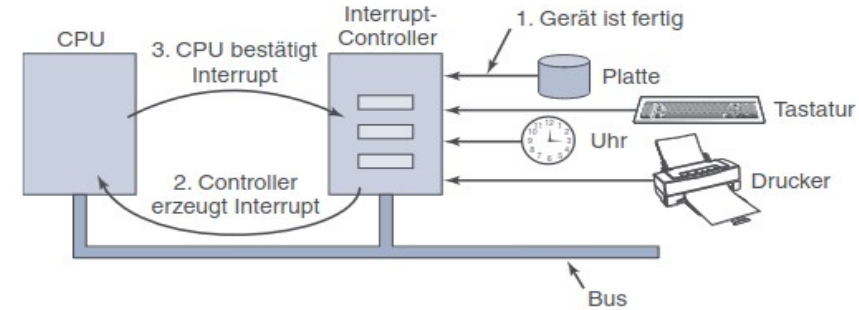 CPU
3. CPU bestätigt
Interrupt
Interrupt-
Controller
1. Gerät ist fertig
Platte
Tastatur
Uhr
Drucker
2. Controller
erzeugt Interrupt
Bus